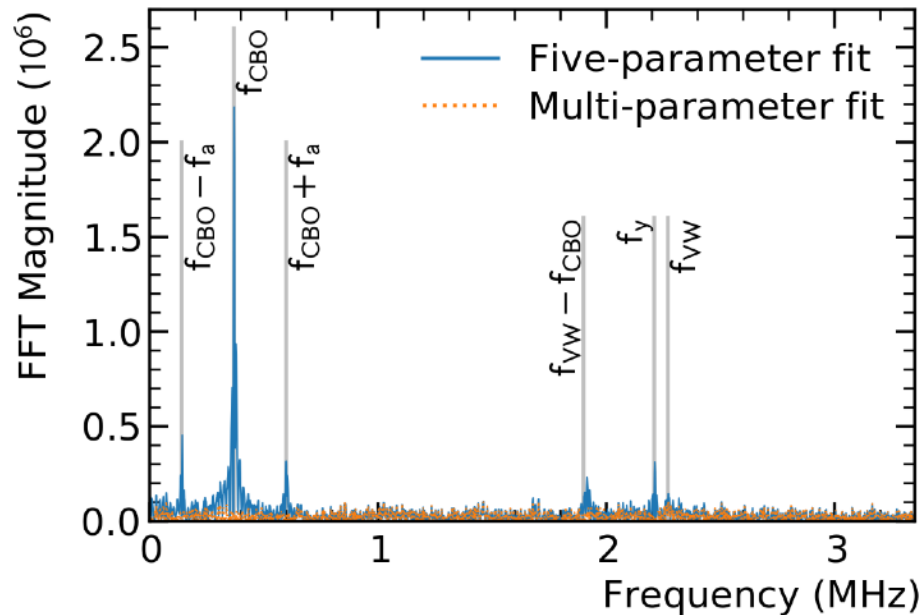 FFT Magnitude (10⁶)
2.5
2.0
1.5
1.0
0.5
0.0
Five-parameter fit
Multi-parameter fit
f_CBO − f_a
f_CBO
f_CBO + f_a
f_VW − f_CBO
f_y
f_VW
0 1 2 3
Frequency (MHz)